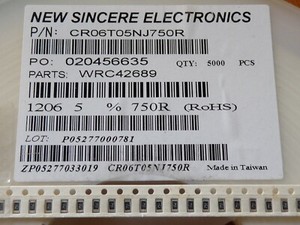 NEW SINCERE ELECTRONICS
P/N: CR06T05NJ750R
PO: 020456635 QTY: 5000 PCS
PARTS: WRC42689
1206 5 % 750R (RoHS)
LOT: P05277000781
ZP05277033019 CR06T05NJ750R Made in Taiwan